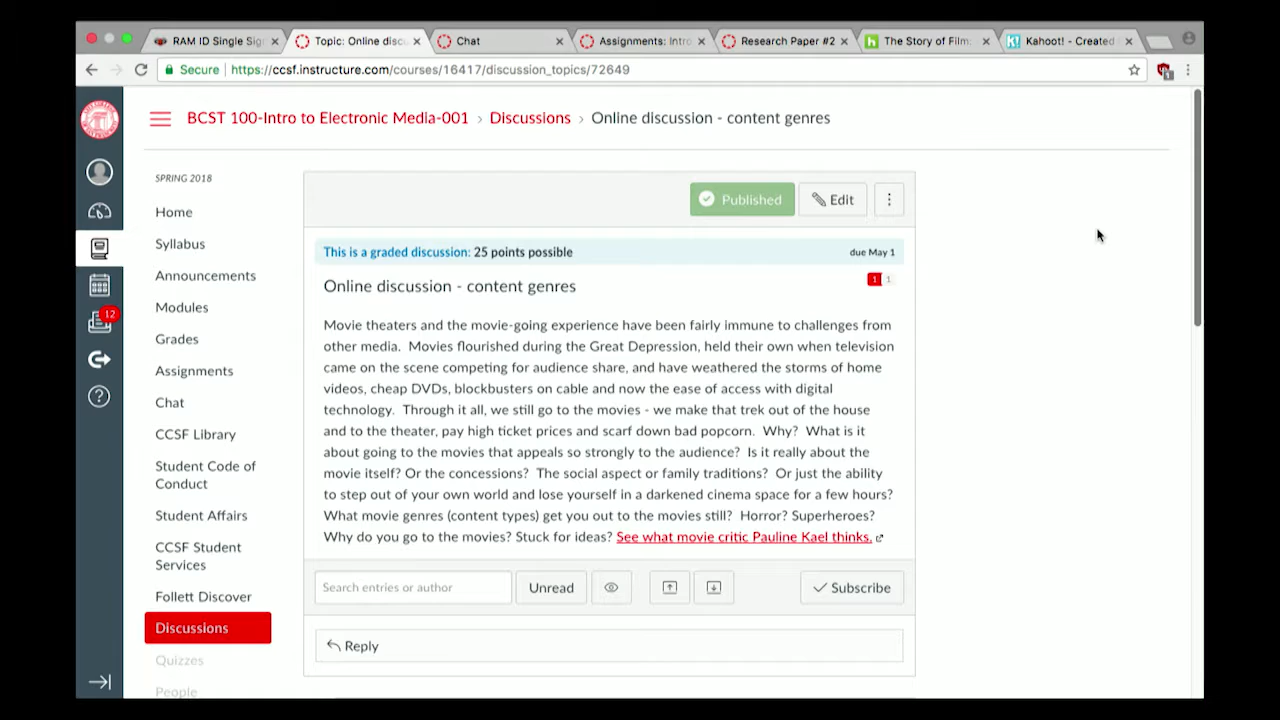 RAM ID Single Sig
Topic: Online discu
Chat
Assignments: Intro
Research Paper #2
The Story of Film:
Kahoot! - Created
Secure
https://ccsf.instructure.com/courses/16417/discussion_topics/72649
1
BCST 100-Intro to Electronic Media-001 › Discussions › Online discussion - content genres
12
SPRING 2018
Home
Syllabus
Announcements
Modules
Grades
Assignments
Chat
CCSF Library
Student Code of
Conduct
Student Affairs
CCSF Student
Services
Follett Discover
Discussions
Quizzes
People
Published
Edit
This is a graded discussion: 25 points possible
due May 1
Online discussion - content genres
1 1
Movie theaters and the movie-going experience have been fairly immune to challenges from
other media. Movies flourished during the Great Depression, held their own when television
came on the scene competing for audience share, and have weathered the storms of home
videos, cheap DVDs, blockbusters on cable and now the ease of access with digital
technology. Through it all, we still go to the movies - we make that trek out of the house
and to the theater, pay high ticket prices and scarf down bad popcorn. Why? What is it
about going to the movies that appeals so strongly to the audience? Is it really about the
movie itself? Or the concessions? The social aspect or family traditions? Or just the ability
to step out of your own world and lose yourself in a darkened cinema space for a few hours?
What movie genres (content types) get you out to the movies still? Horror? Superheroes?
Why do you go to the movies? Stuck for ideas? See what movie critic Pauline Kael thinks.
Search entries or author
Unread
Subscribe
Reply